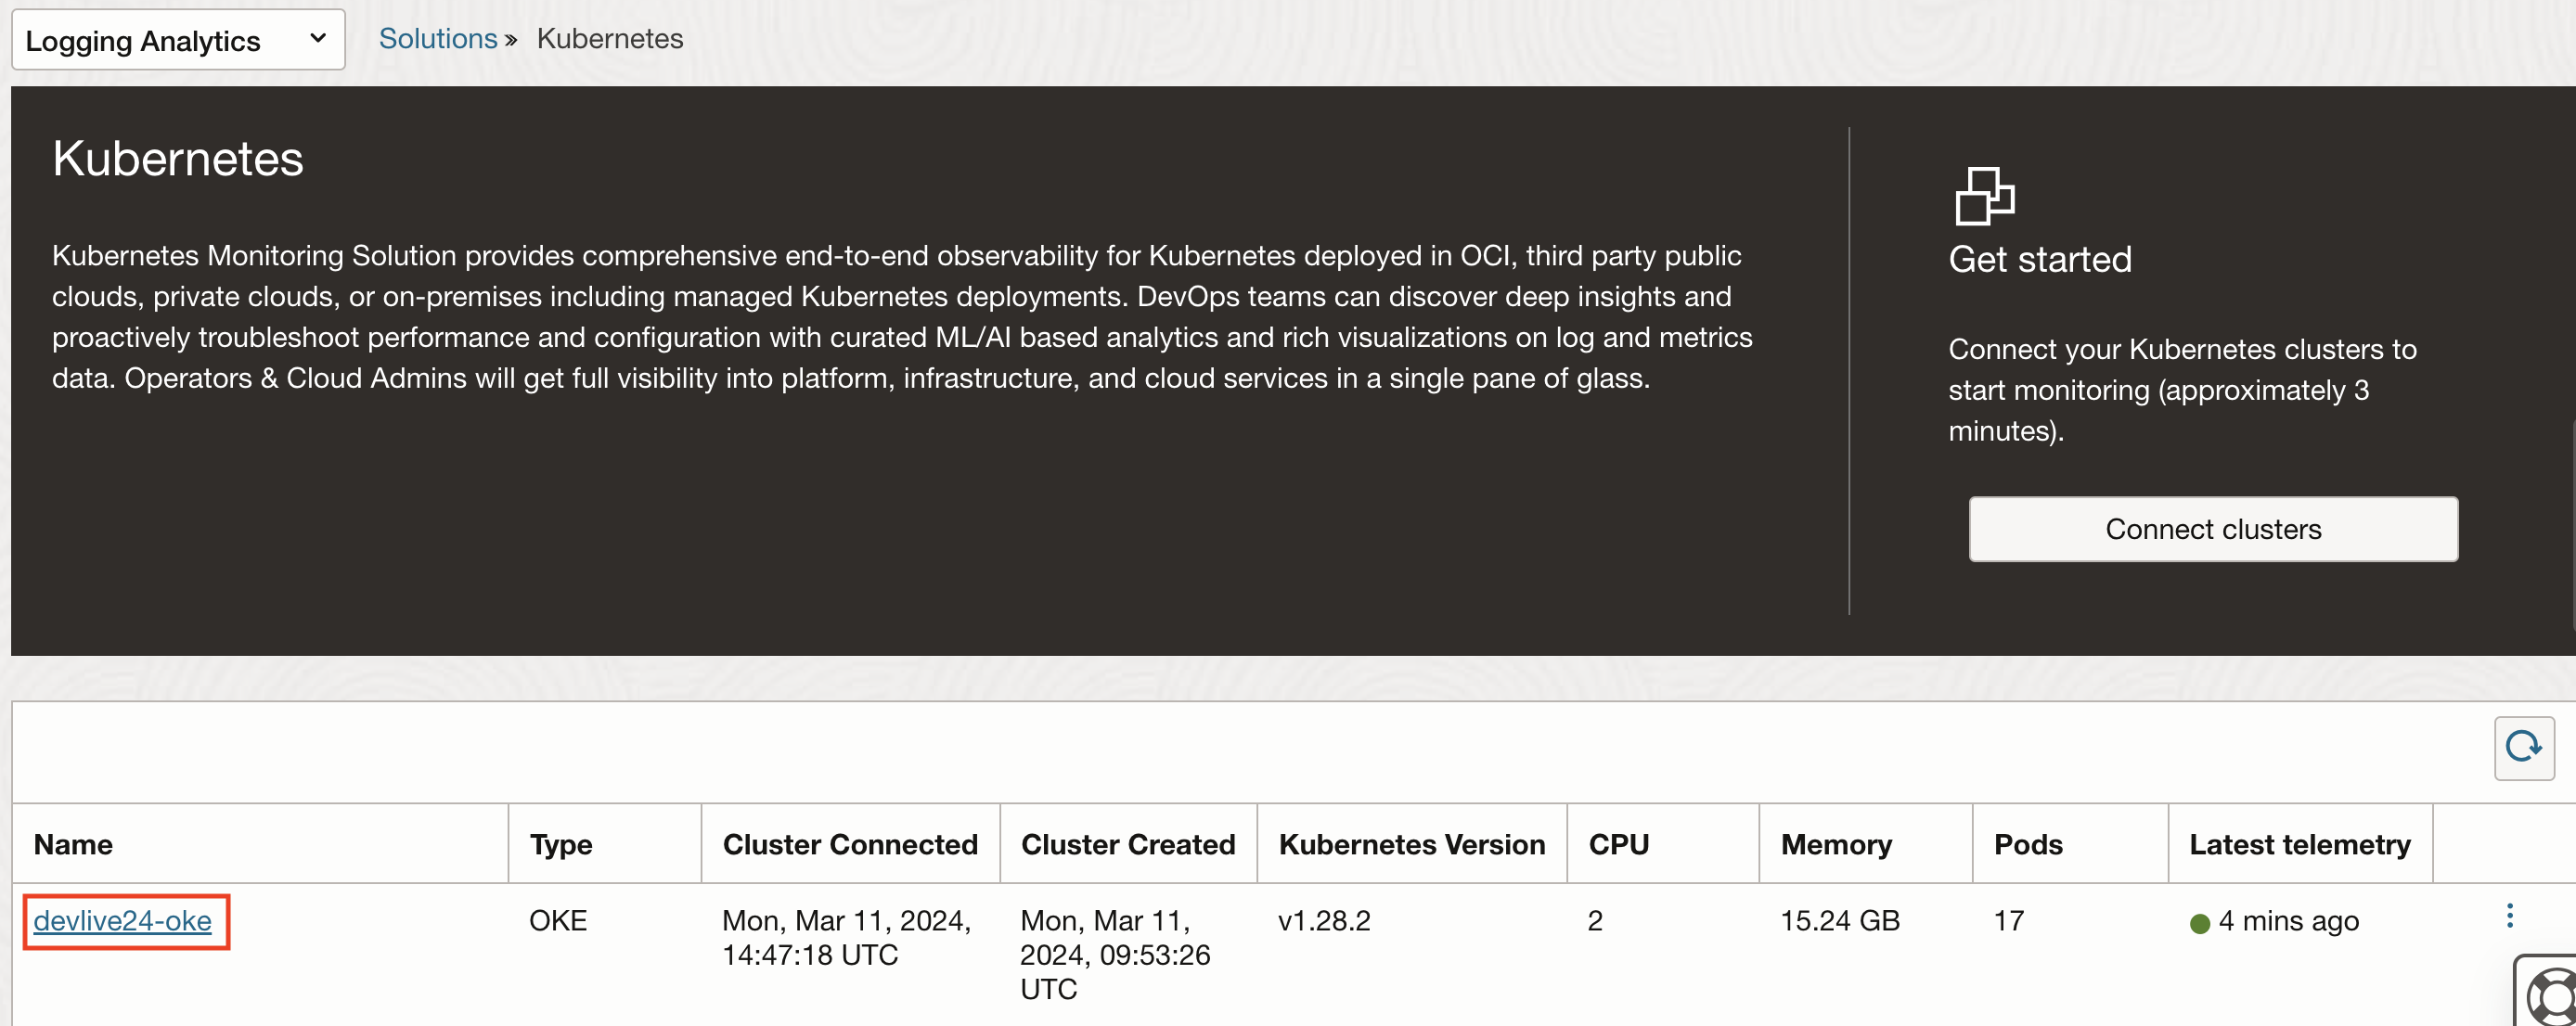 Logging Analytics
Solutions » Kubernetes
Kubernetes
Kubernetes Monitoring Solution provides comprehensive end-to-end observability for Kubernetes deployed in OCI, third party public
clouds, private clouds, or on-premises including managed Kubernetes deployments. DevOps teams can discover deep insights and
proactively troubleshoot performance and configuration with curated ML/AI based analytics and rich visualizations on log and metrics
data. Operators & Cloud Admins will get full visibility into platform, infrastructure, and cloud services in a single pane of glass.
Get started
Connect your Kubernetes clusters to
start monitoring (approximately 3
minutes).
Connect clusters
Name Type Cluster Connected Cluster Created Kubernetes Version CPU Memory Pods Latest telemetry
devlive24-oke OKE Mon, Mar 11, 2024, Mon, Mar 11, v1.28.2 2 15.24 GB 17 4 mins ago
14:47:18 UTC 2024, 09:53:26
UTC